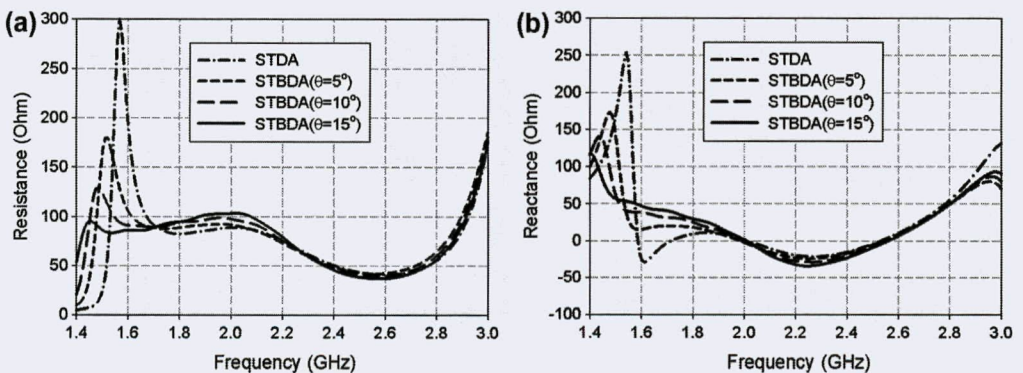 (a)
300
250
200
150
100
50
0
Resistance (Ohm)
STDA
STBDA(θ=5°)
STBDA(θ=10°)
STBDA(θ=15°)
1.4 1.6 1.8 2.0 2.2 2.4 2.6 2.8 3.0
Frequency (GHz)
(b)
300
250
200
150
100
50
0
-50
-100
Reactance (Ohm)
STDA
STBDA(θ=5°)
STBDA(θ=10°)
STBDA(θ=15°)
1.4 1.6 1.8 2.0 2.2 2.4 2.6 2.8 3.0
Frequency (GHz)